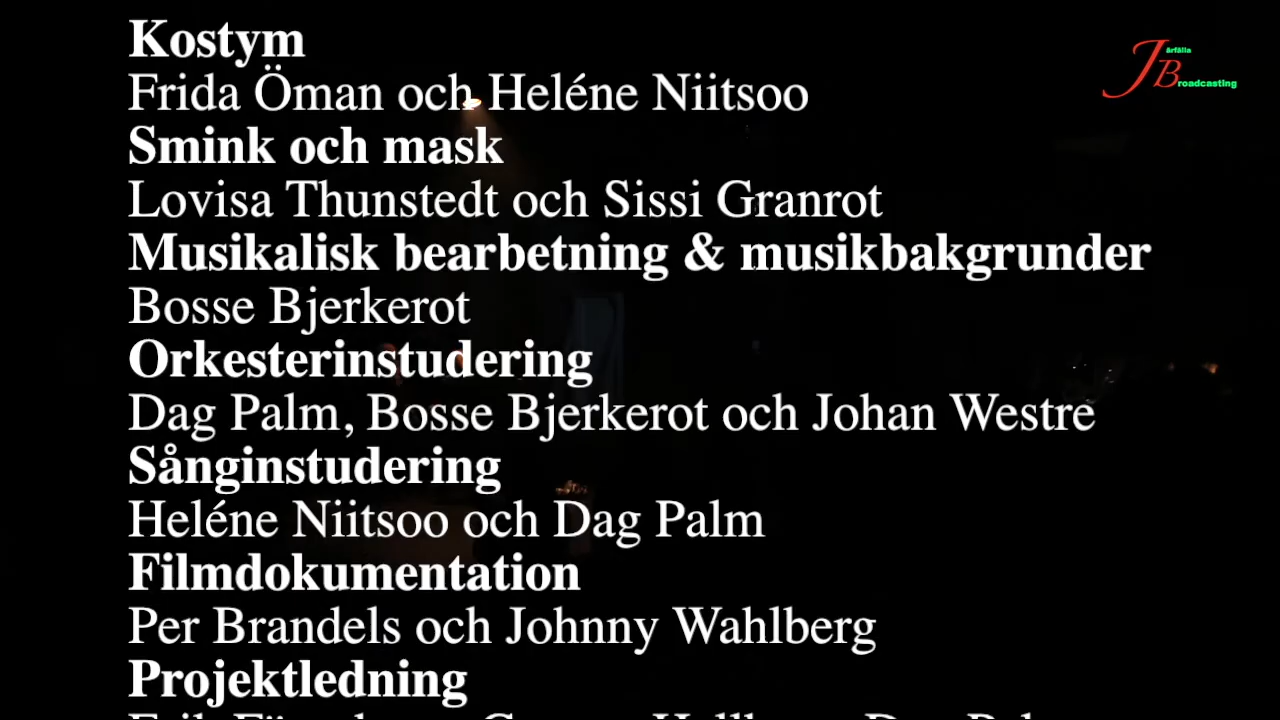 Kostym
Frida Öman och Heléne Niitsoo
Smink och mask
Lovisa Thunstedt och Sissi Granrot
Musikalisk bearbetning & musikbakgrunder
Bosse Bjerkerot
Orkesterinstudering
Dag Palm, Bosse Bjerkerot och Johan Westre
Sånginstudering
Heléne Niitsoo och Dag Palm
Filmdokumentation
Per Brandels och Johnny Wahlberg
Projektledning
Järfälla
Broadcasting